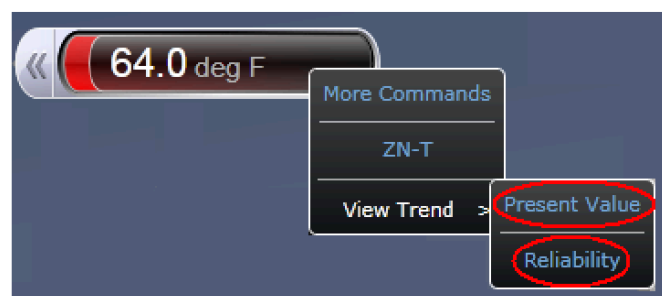 64.0 deg F
More Commands
ZN-T
View Trend >
Present Value
Reliability